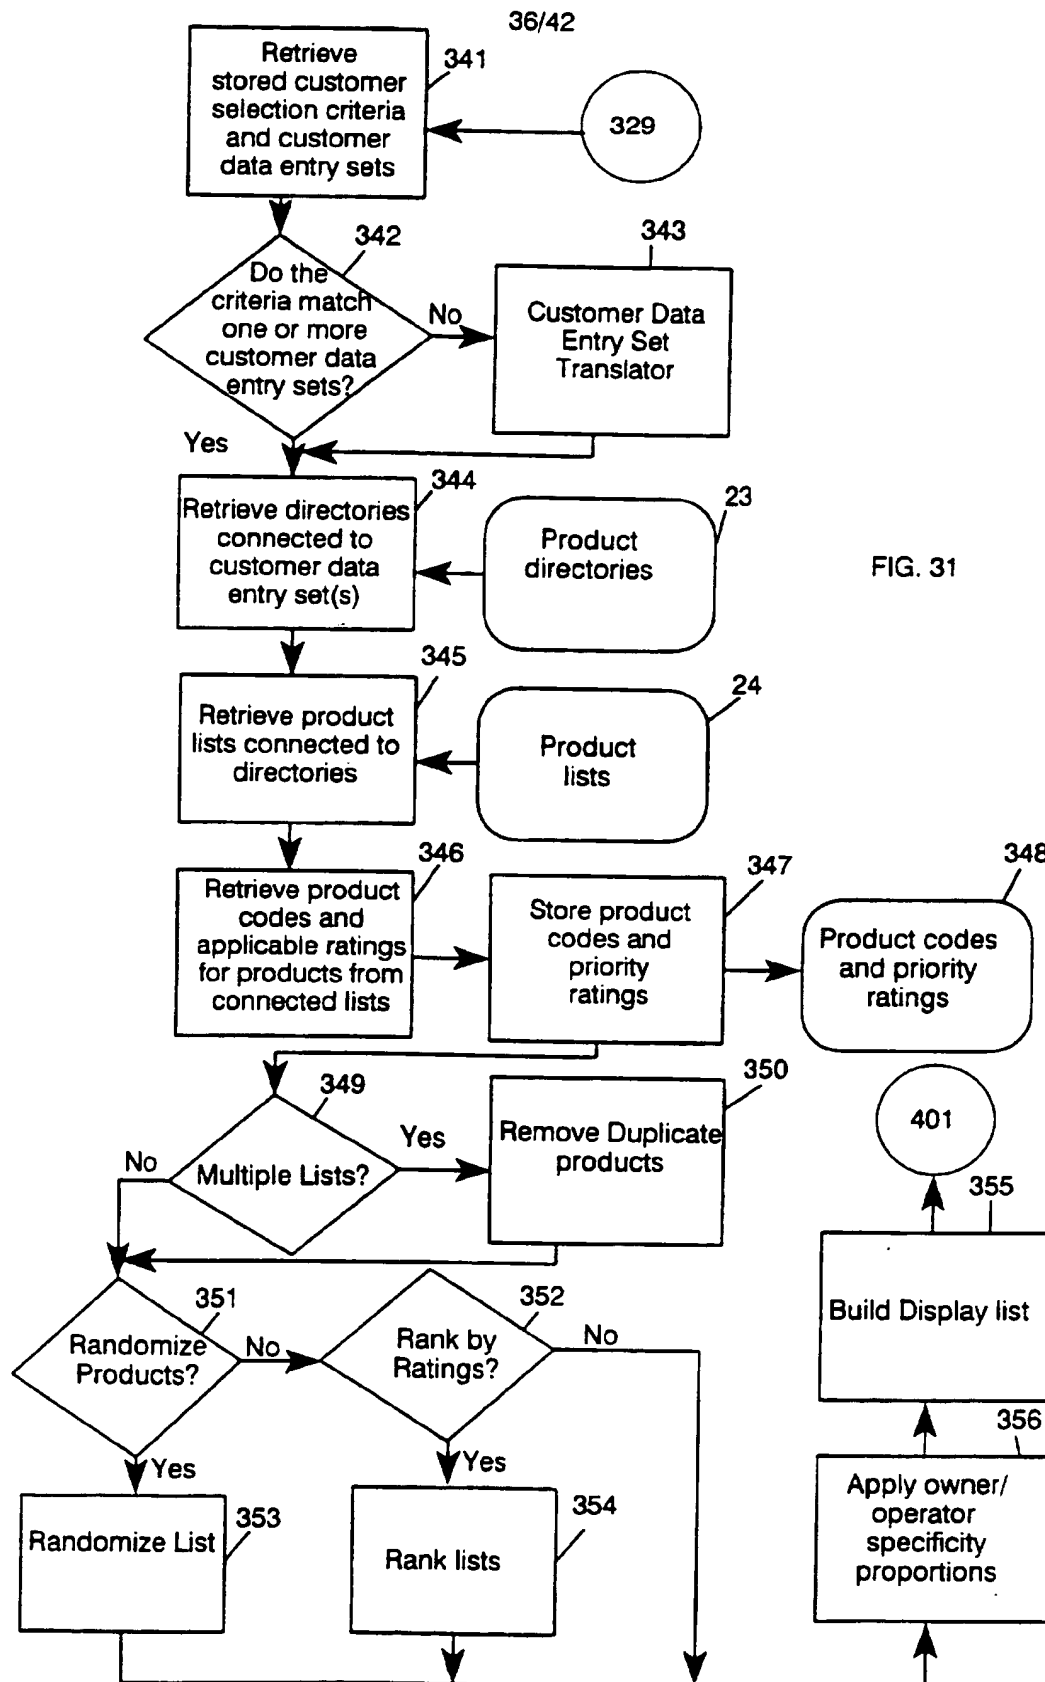 36/42
Retrieve
stored customer
selection criteria
and customer
data entry sets
341
329
342
Do the
criteria match
one or more
customer data
entry sets?
No
343
Customer Data
Entry Set
Translator
Yes
344
Retrieve directories
connected to
customer data
entry set(s)
23
Product
directories
FIG. 31
345
Retrieve product
lists connected to
directories
24
Product
lists
346
Retrieve product
codes and
applicable ratings
for products from
connected lists
347
Store product
codes and
priority
ratings
348
Product codes
and priority
ratings
349
Multiple Lists?
Yes
No
350
Remove Duplicate
products
401
355
Build Display list
351
Randomize
Products?
No
352
Rank by
Ratings?
No
356
Apply owner/
operator
specificity
proportions
Yes
Yes
353
Randomize List
354
Rank lists